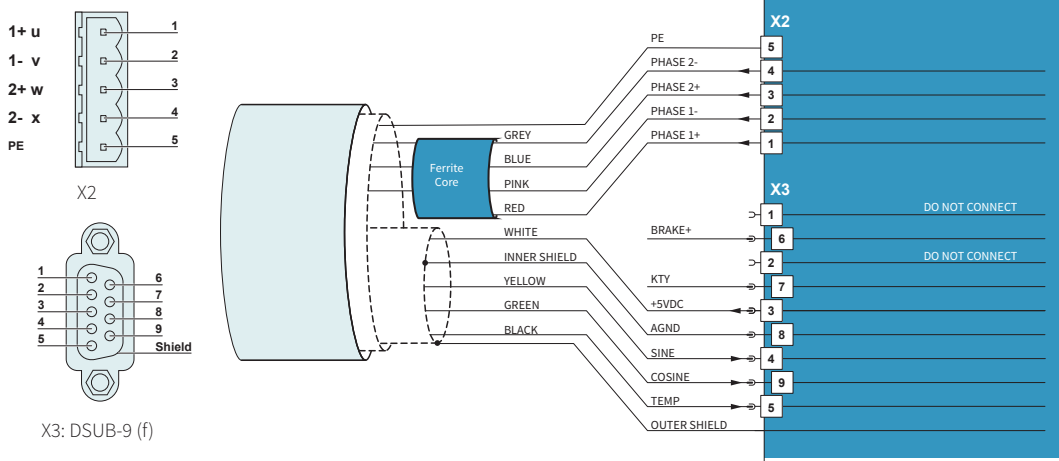 1+ u
1
1- v
2
2+ w
3
2- x
4
PE
5
X2
1
2
3
4
5
6
7
8
9
Shield
X3: DSUB-9 (f)
Ferrite
Core
GREY
BLUE
PINK
RED
WHITE
INNER SHIELD
YELLOW
GREEN
BLACK
X2
PE
5
PHASE 2-
4
PHASE 2+
3
PHASE 1-
2
PHASE 1+
1
X3
1
DO NOT CONNECT
BRAKE+
6
2
DO NOT CONNECT
KTY
7
+5VDC
3
AGND
8
SINE
4
COSINE
9
TEMP
5
OUTER SHIELD